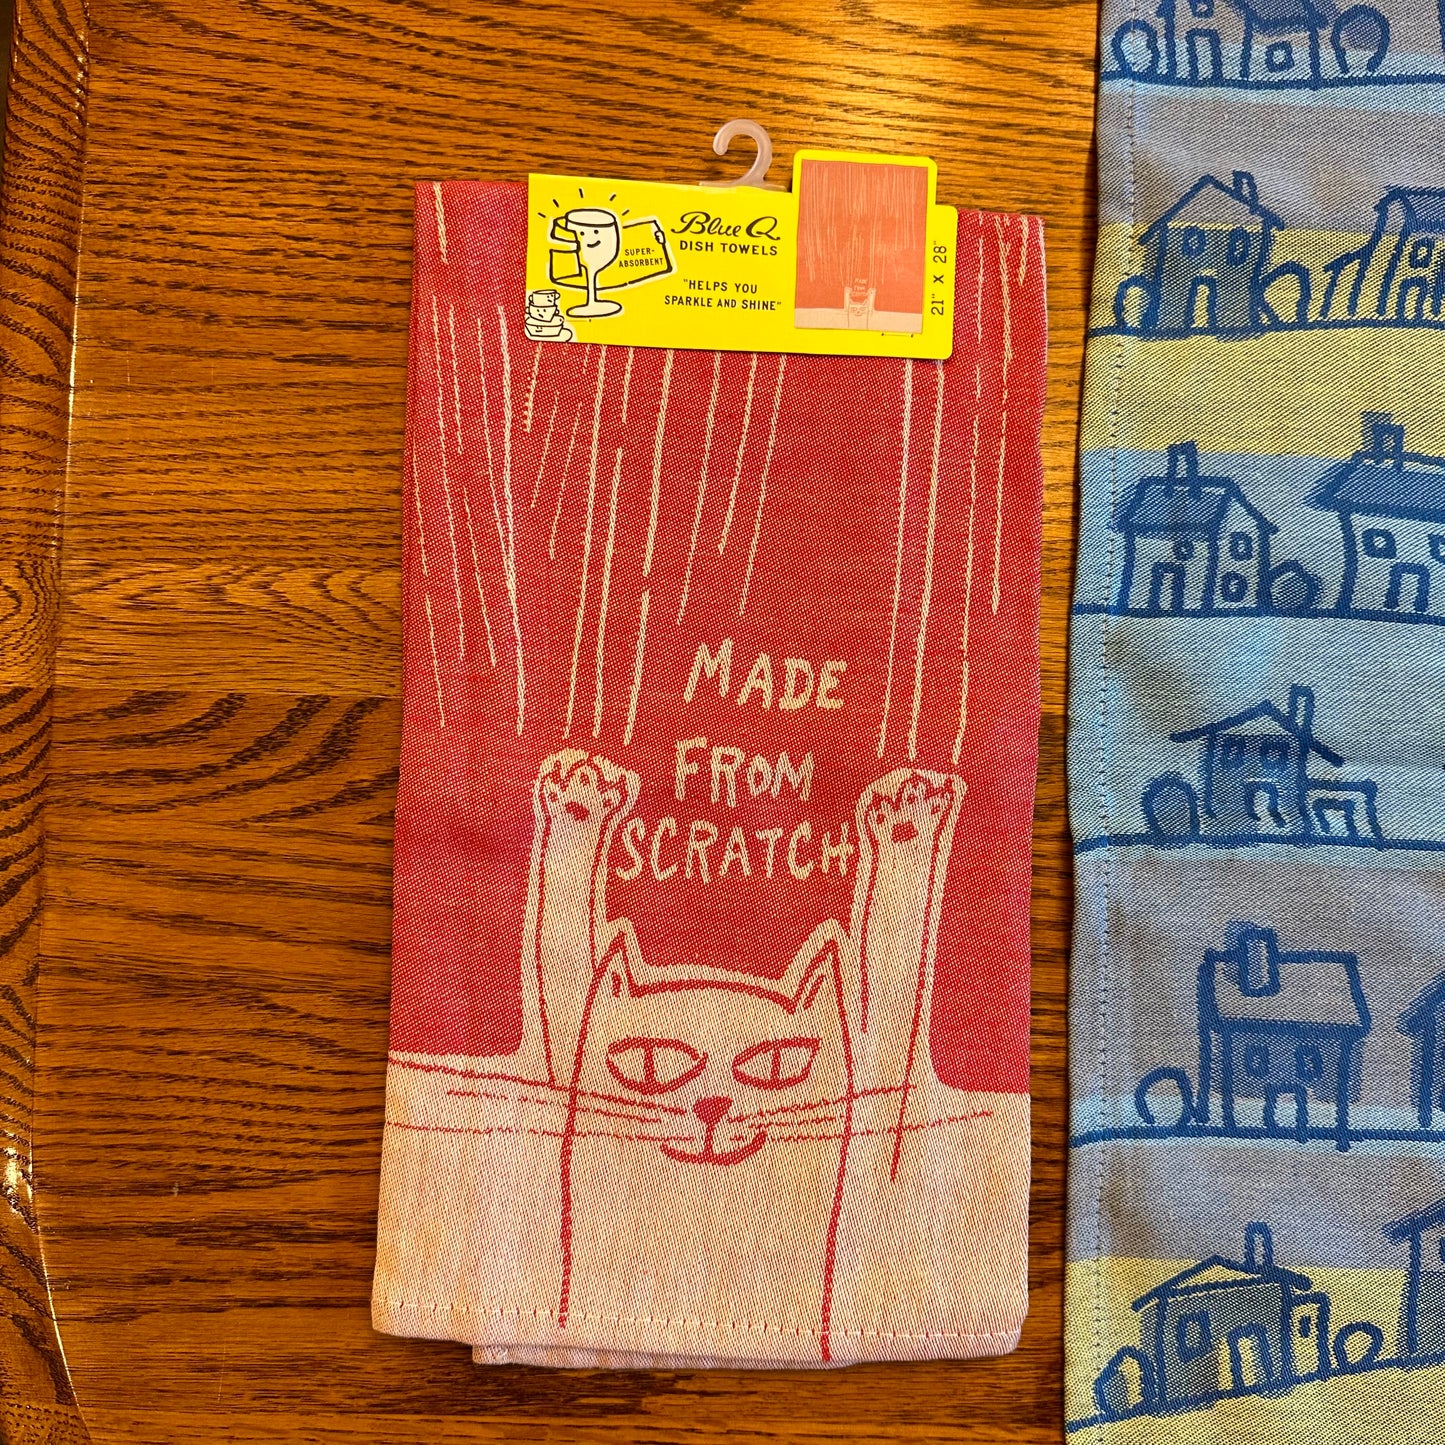 Blue Q
DISH TOWELS
SUPER-
ABSORBENT
"HELPS YOU
SPARKLE AND SHINE"
21" x 28"
MADE
FROM
SCRATCH